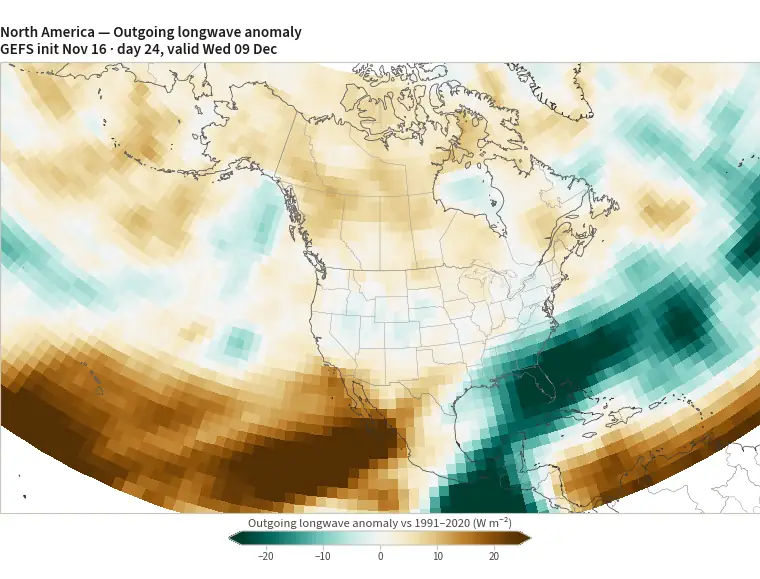 North America — Outgoing longwave anomaly
GEFS init Nov 16 · day 24, valid Wed 09 Dec
Outgoing longwave anomaly vs 1991–2020 (W m⁻²)
−20 −10 0 10 20